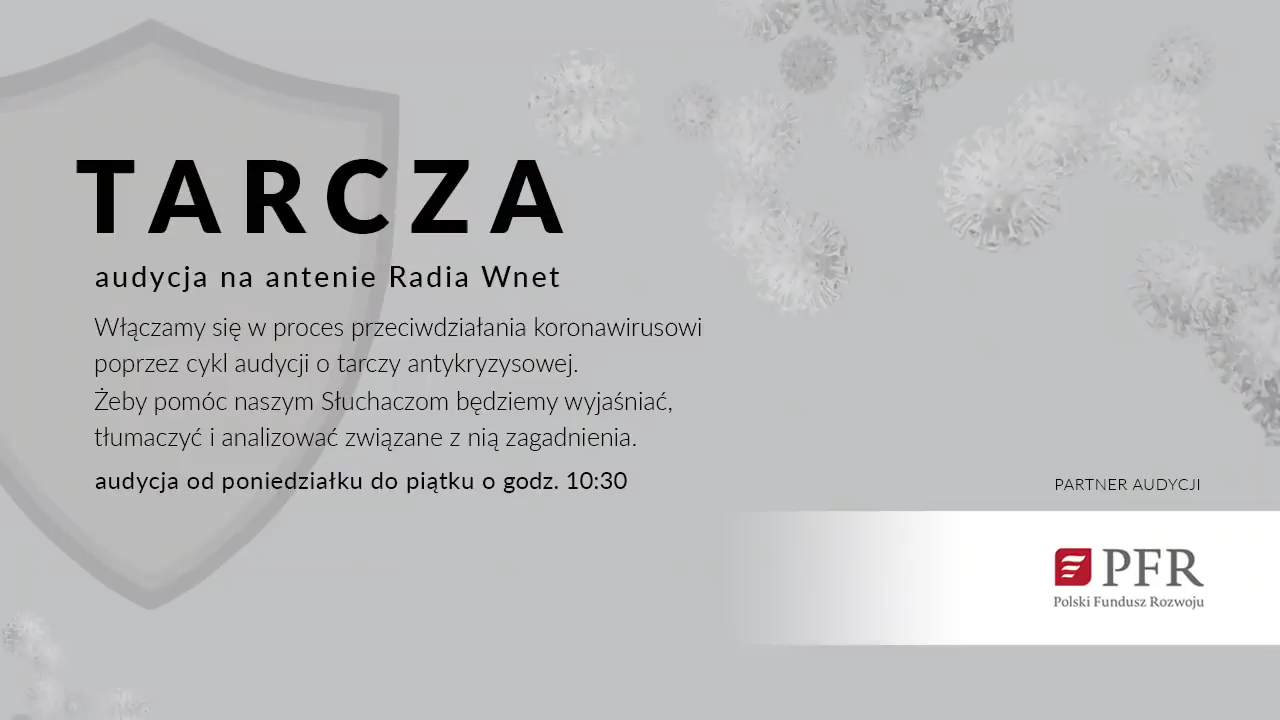 TARCZA
audycja na antenie Radia Wnet
Włączamy się w proces przeciwdziałania koronawirusowi
poprzez cykl audycji o tarczy antykryzysowej.
Żeby pomóc naszym Słuchaczom będziemy wyjaśniać,
tłumaczyć i analizować związane z nią zagadnienia.
audycja od poniedziałku do piątku o godz. 10:30
PARTNER AUDYCJI
PFR
Polski Fundusz Rozwoju